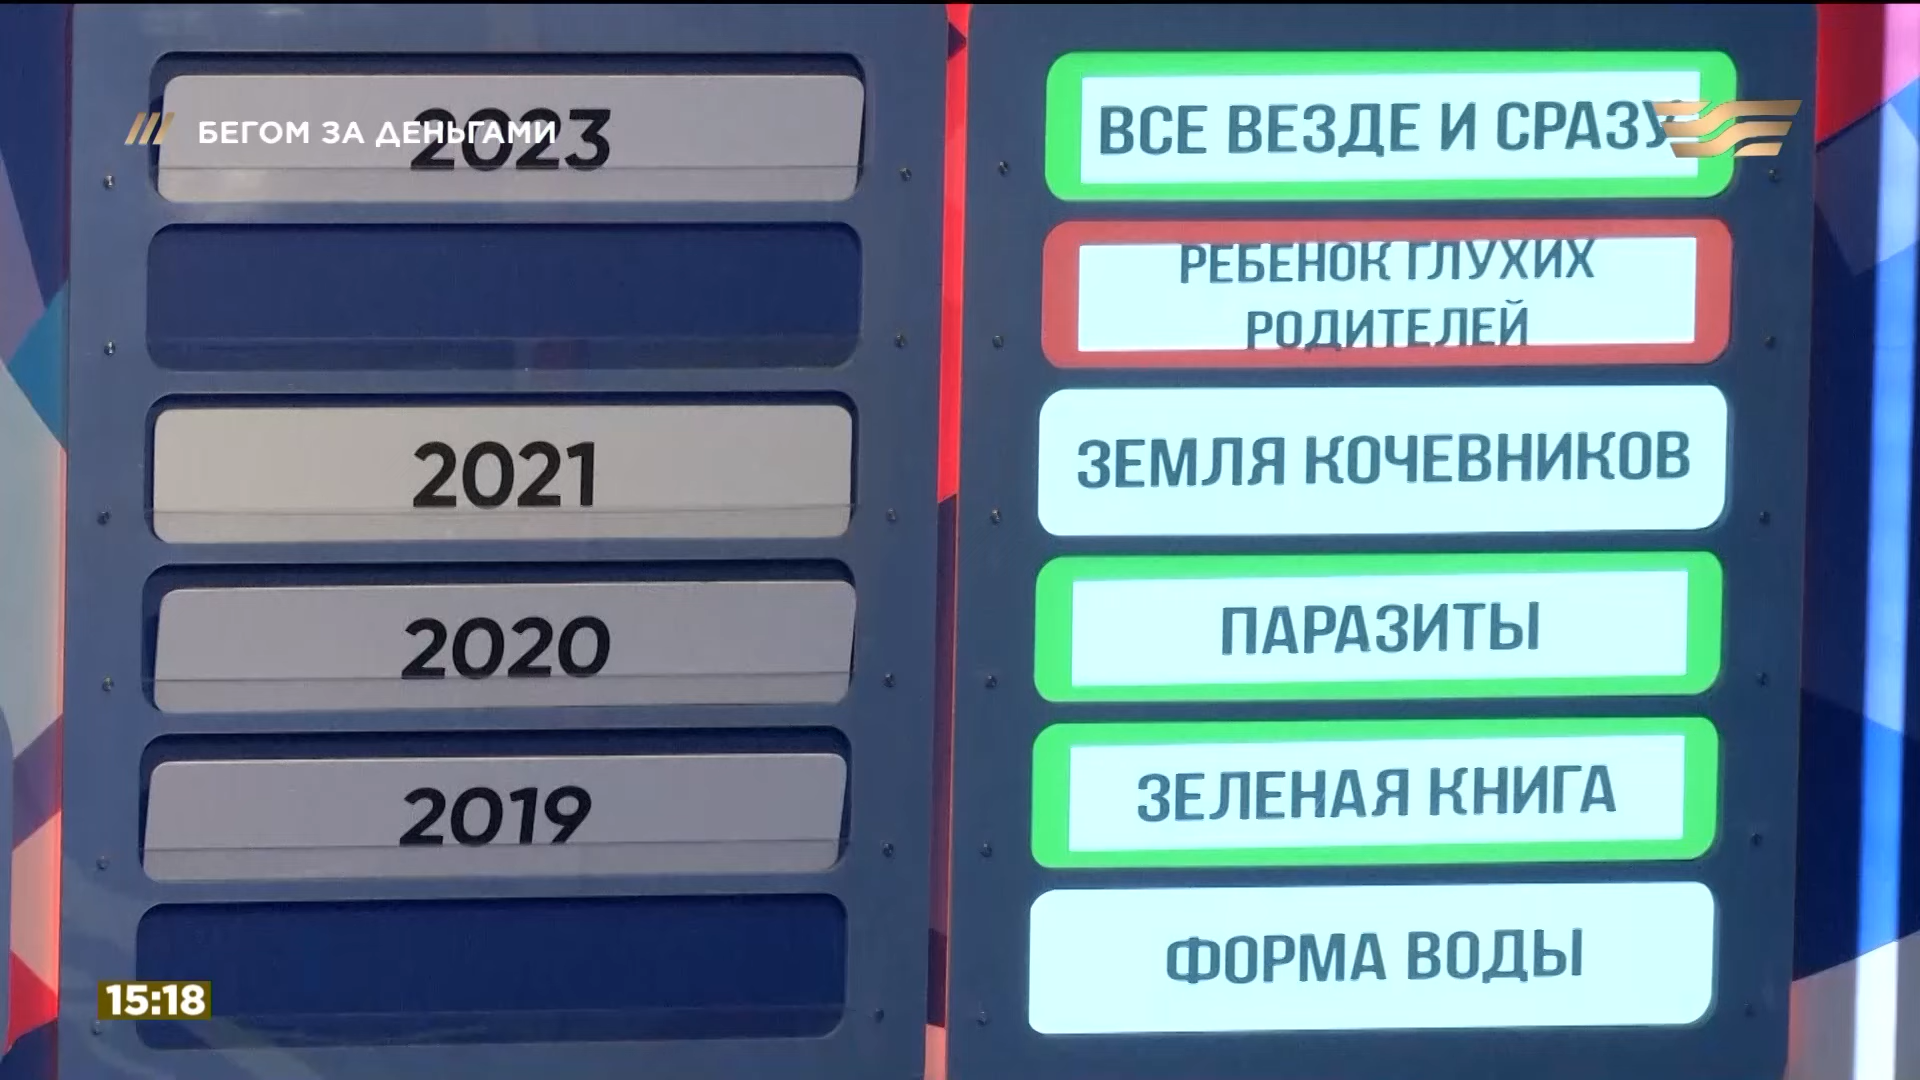 2023
БЕГОМ ЗА ДЕНЬГАМИ
ВСЕ ВЕЗДЕ И СРАЗУ
РЕБЕНОК ГЛУХИХ
РОДИТЕЛЕЙ
2021
ЗЕМЛЯ КОЧЕВНИКОВ
2020
ПАРАЗИТЫ
2019
ЗЕЛЕНАЯ КНИГА
ФОРМА ВОДЫ
15:18